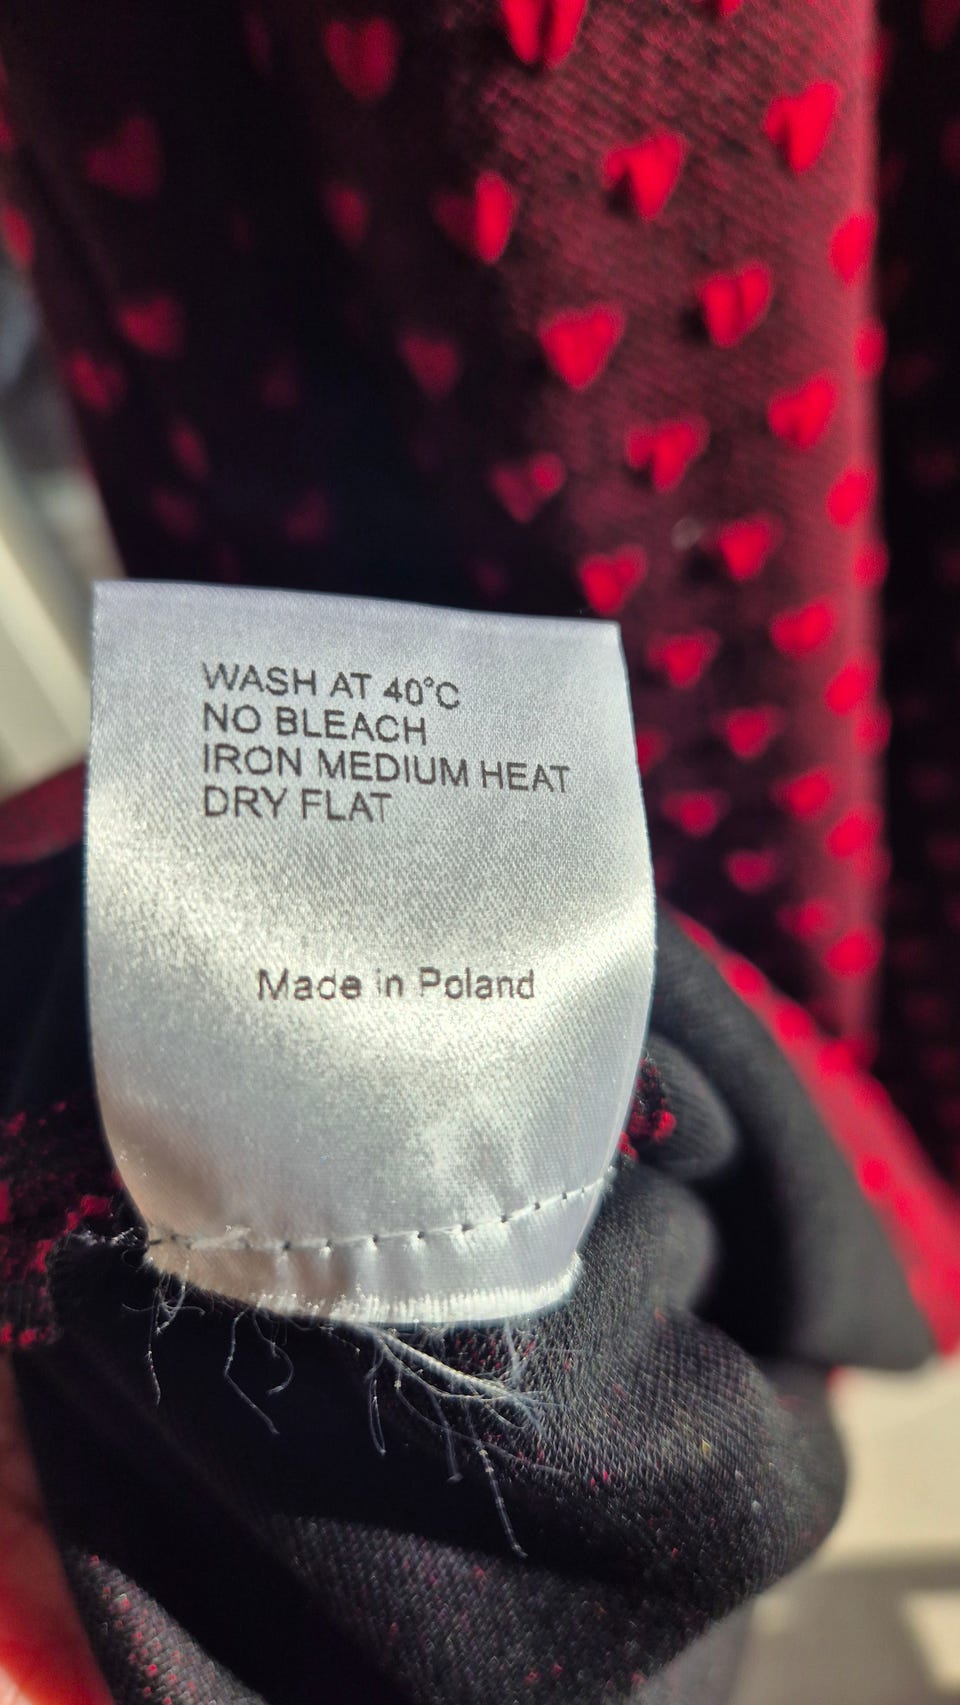 WASH AT 40°C
NO BLEACH
IRON MEDIUM HEAT
DRY FLAT
Made in Poland